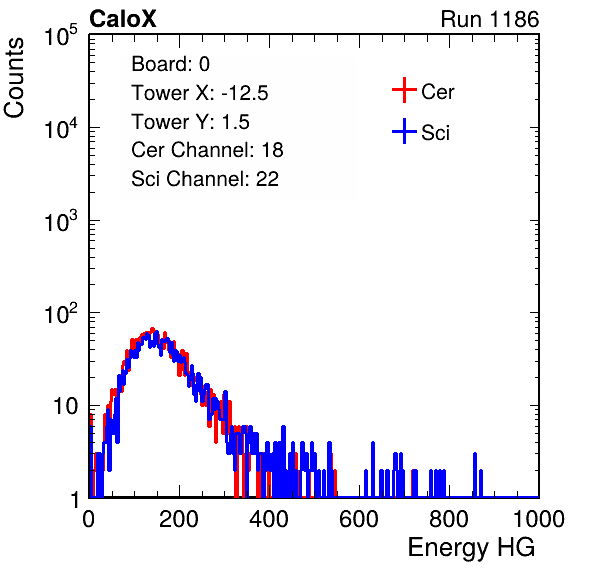 CaloX Run 1186
Counts
10^5
10^4
10^3
10^2
10
1
Board: 0
Tower X: -12.5
Tower Y: 1.5
Cer Channel: 18
Sci Channel: 22
Cer
Sci
0 200 400 600 800 1000
Energy HG